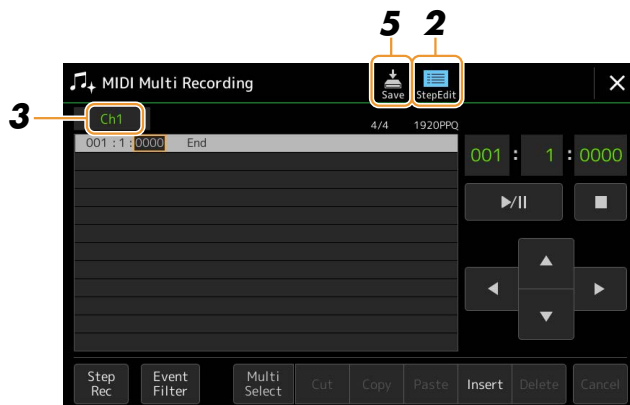 5 2
MIDI Multi Recording
Save
StepEdit
3
Ch1
4/4 1920PPQ
001 : 1 : 0000 End
001 : 1 : 0000
Step
Rec
Event
Filter
Multi
Select
Cut
Copy
Paste
Insert
Delete
Cancel